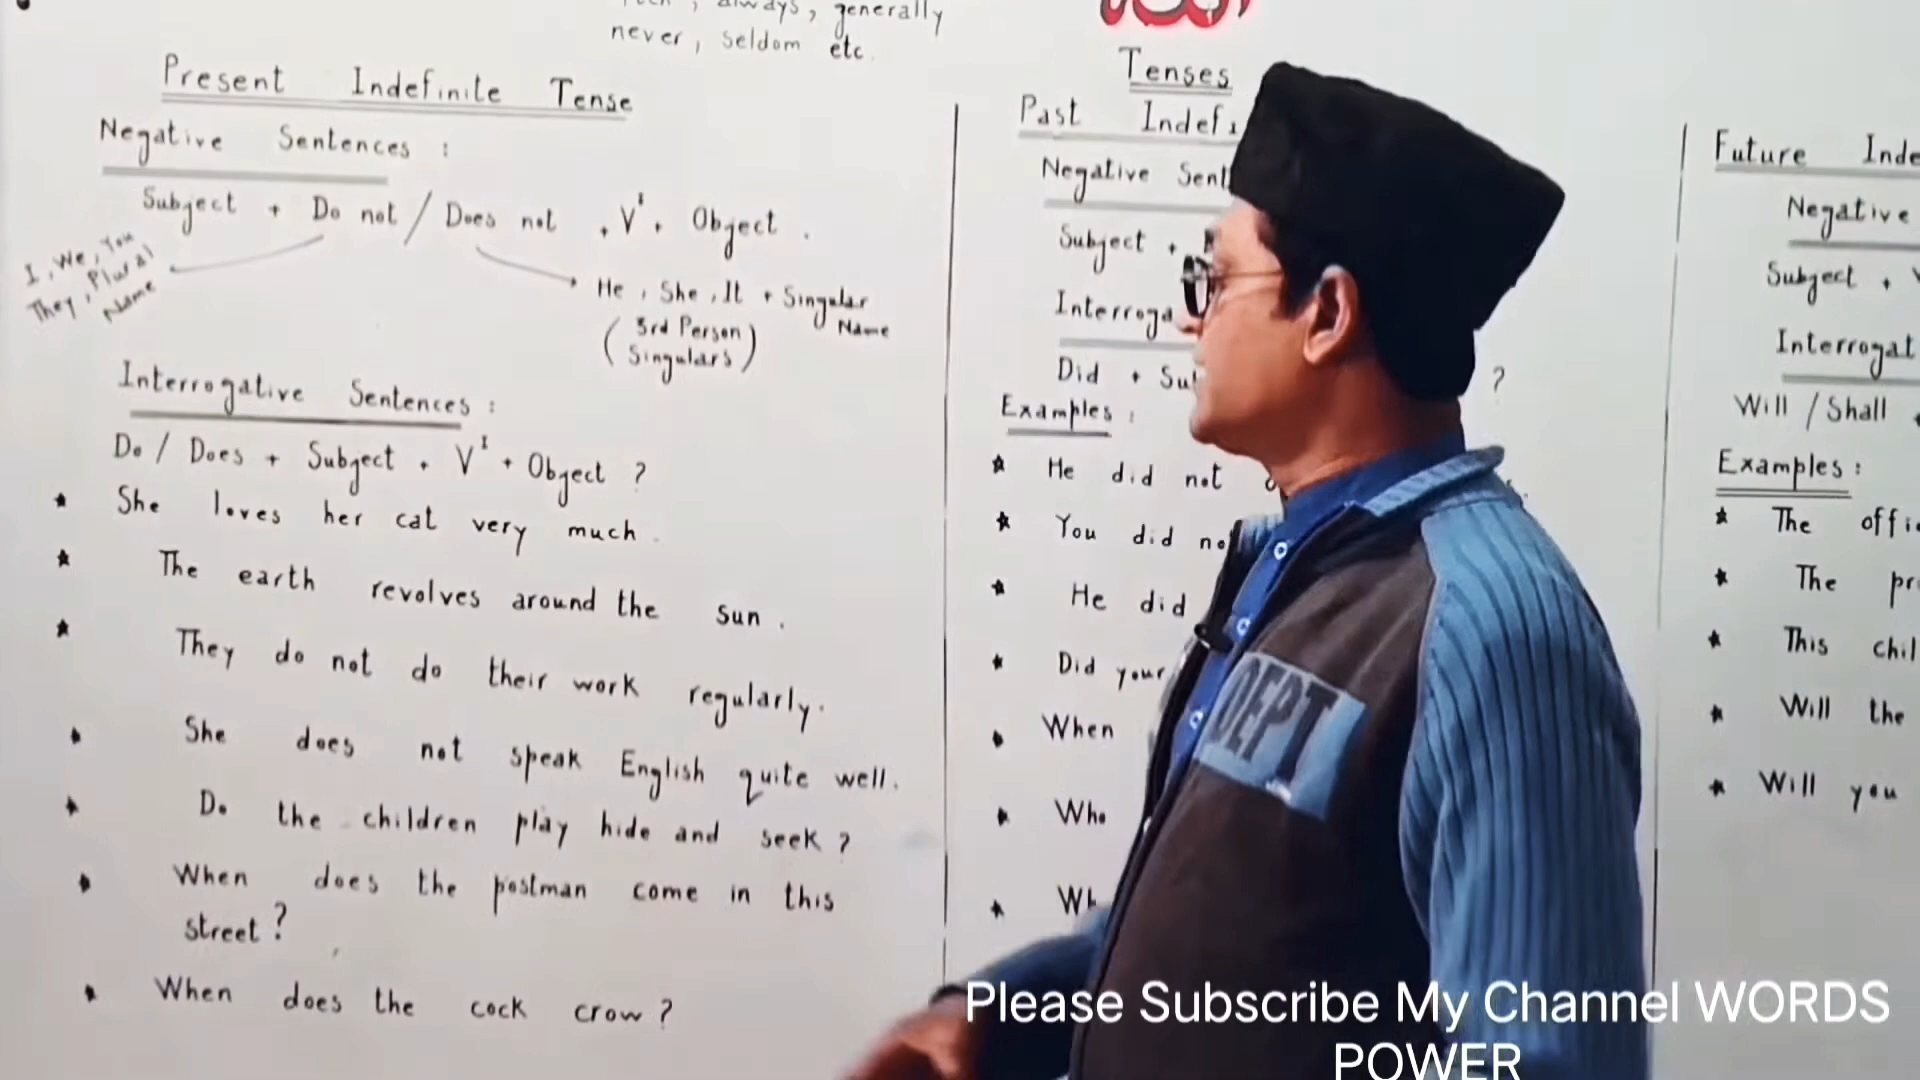 always, generally
never, seldom etc.
Present Indefinite Tense
Negative Sentences :
Subject + Do not / Does not + V¹ + Object .
I, We, You
They, Plural
Name
He, She, It + Singular
Name
( 3rd Person
Singulars )
Interrogative Sentences :
Do / Does + Subject + V¹ + Object ?
★ She loves her cat very much .
★ The earth revolves around the sun .
★ They do not do their work regularly.
★ She does not speak English quite well.
★ Do the children play hide and seek ?
★ When does the postman come in this
street ?
★ When does the cock crow ?
Tenses
Past Indefi
Negative Sent
Subject +
Interroga
Did + Su ?
Examples :
★ He did not
★ You did no
★ He did
★ Did your
★ When
★ Who
★ Wh
Future Inde
Negative
Subject +
Interrogat
Will / Shall +
Examples :
★ The offi
★ The pr
★ This chil
★ Will the
★ Will you
DEPT
Please Subscribe My Channel WORDS
POWER